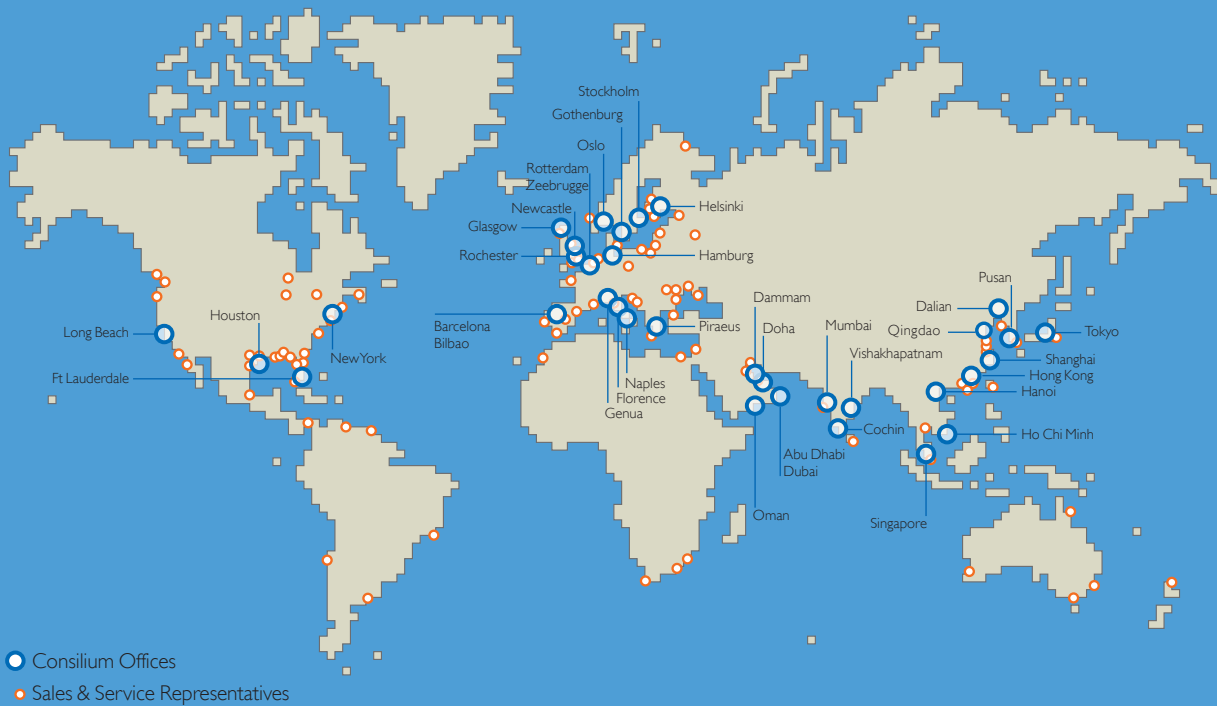 Stockholm
Gothenburg
Oslo
Rotterdam
Zeebrugge
Newcastle
Glasgow
Rochester
Helsinki
Hamburg
Pusan
Dammam
Dalian
Houston
Barcelona
Bilbao
Piraeus
Doha
Mumbai
Qingdao
Tokyo
Long Beach
Vishakhapatnam
New York
Shanghai
Ft Lauderdale
Hong Kong
Naples
Hanoi
Florence
Genua
Cochin
Ho Chi Minh
Abu Dhabi
Dubai
Oman
Singapore
Consilium Offices
Sales & Service Representatives